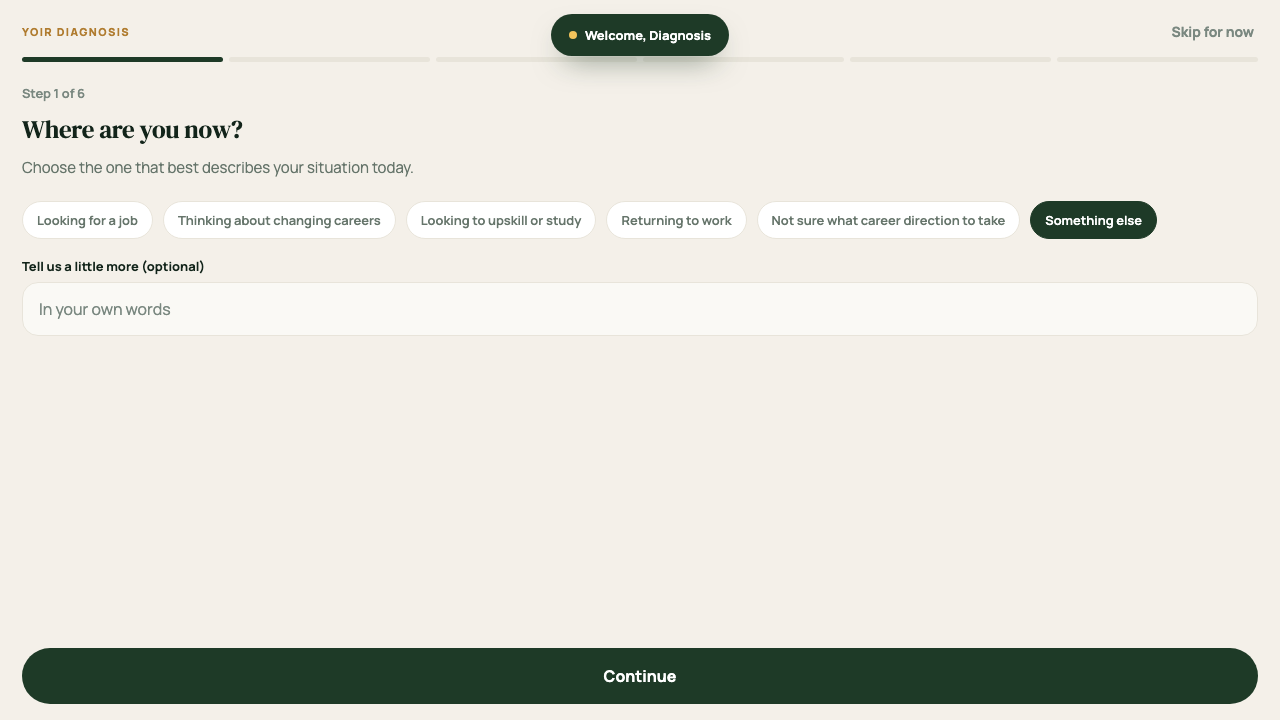 YOIR DIAGNOSIS
Welcome, Diagnosis
Skip for now
Step 1 of 6
Where are you now?
Choose the one that best describes your situation today.
Looking for a job
Thinking about changing careers
Looking to upskill or study
Returning to work
Not sure what career direction to take
Something else
Tell us a little more (optional)
In your own words
Continue